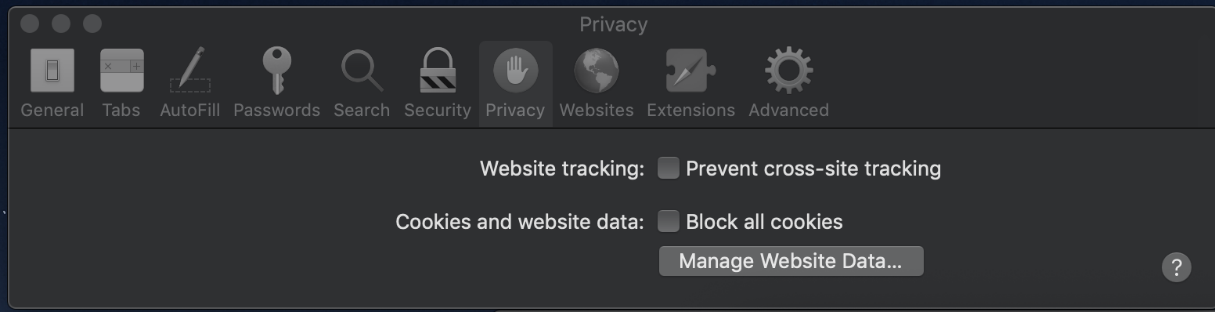 Privacy
General Tabs AutoFill Passwords Search Security Privacy Websites Extensions Advanced
Website tracking: Prevent cross-site tracking
Cookies and website data: Block all cookies
Manage Website Data...
?